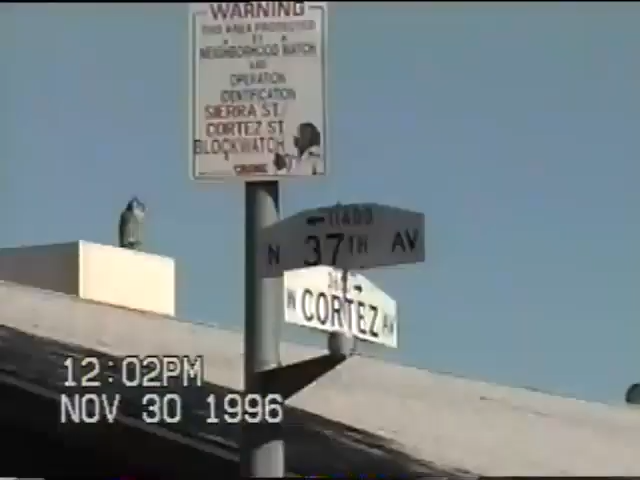 WARNING
THIS AREA PROTECTED
BY A
NEIGHBORHOOD WATCH
AND
OPERATION
IDENTIFICATION
SIERRA ST/
CORTEZ ST
BLOCKWATCH
N 37TH AV
N CORTEZ AV
12:02PM
NOV 30 1996